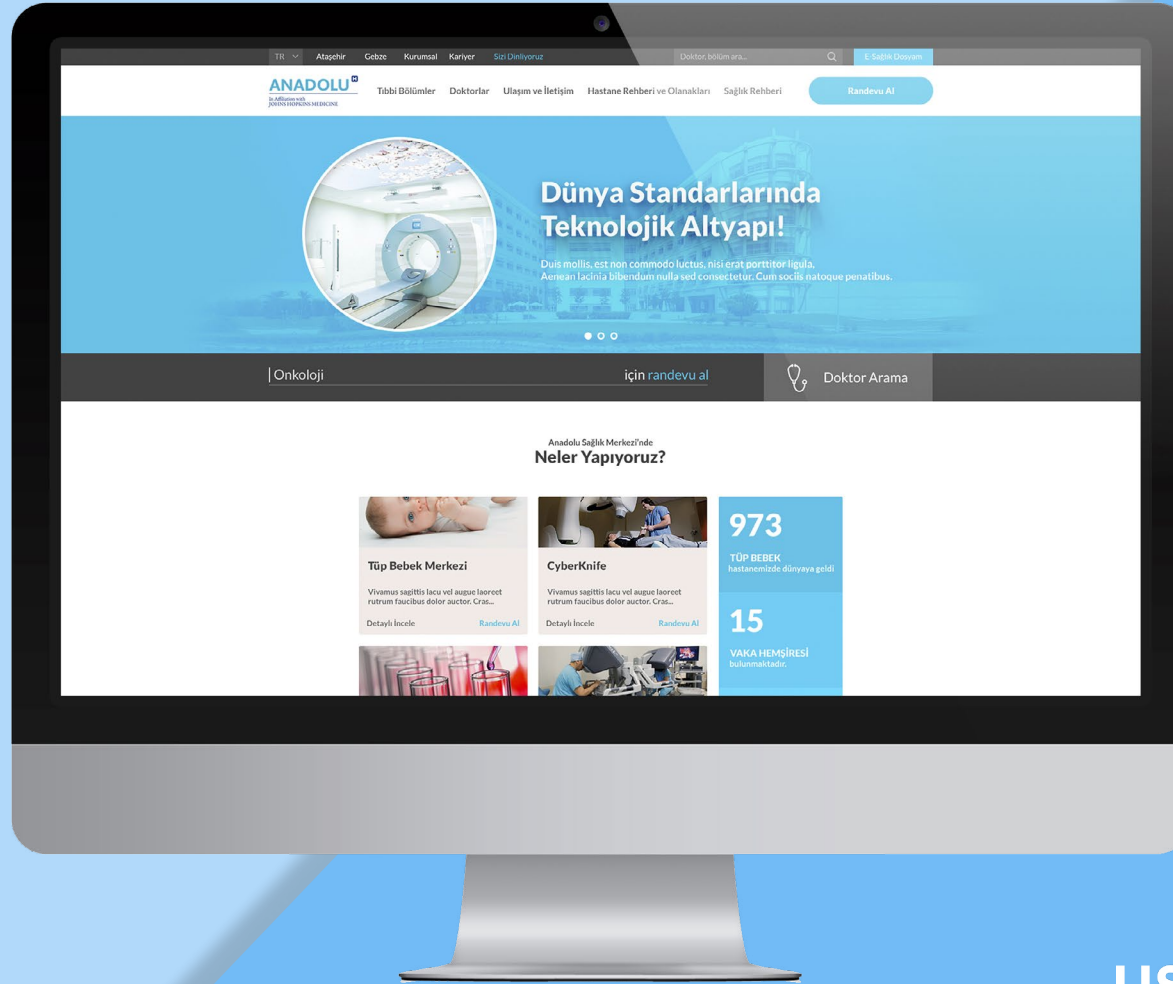 TR Ataşehir Gebze Kurumsal Kariyer Sizi Dinliyoruz Doktor, bölüm ara... E-Sağlık Dosyam
ANADOLU
In Affiliation with
JOHNS HOPKINS MEDICINE
Tıbbi Bölümler Doktorlar Ulaşım ve İletişim Hastane Rehberi ve Olanakları Sağlık Rehberi Randevu Al
Dünya Standarlarında
Teknolojik Altyapı!
Duis mollis, est non commodo luctus, nisi erat porttitor ligula,
Aenean lacinia bibendum nulla sed consectetur. Cum sociis natoque penatibus.
Onkoloji için randevu al Doktor Arama
Anadolu Sağlık Merkezi'nde
Neler Yapıyoruz?
Tüp Bebek Merkezi
Vivamus sagittis lacu vel augue laoreet
rutrum faucibus dolor auctor. Cras...
Detaylı İncele Randevu Al
CyberKnife
Vivamus sagittis lacu vel augue laoreet
rutrum faucibus dolor auctor. Cras...
Detaylı İncele Randevu Al
973
TÜP BEBEK
hastanemizde dünyaya geldi
15
VAKA HEMŞİRESİ
bulunmaktadır.